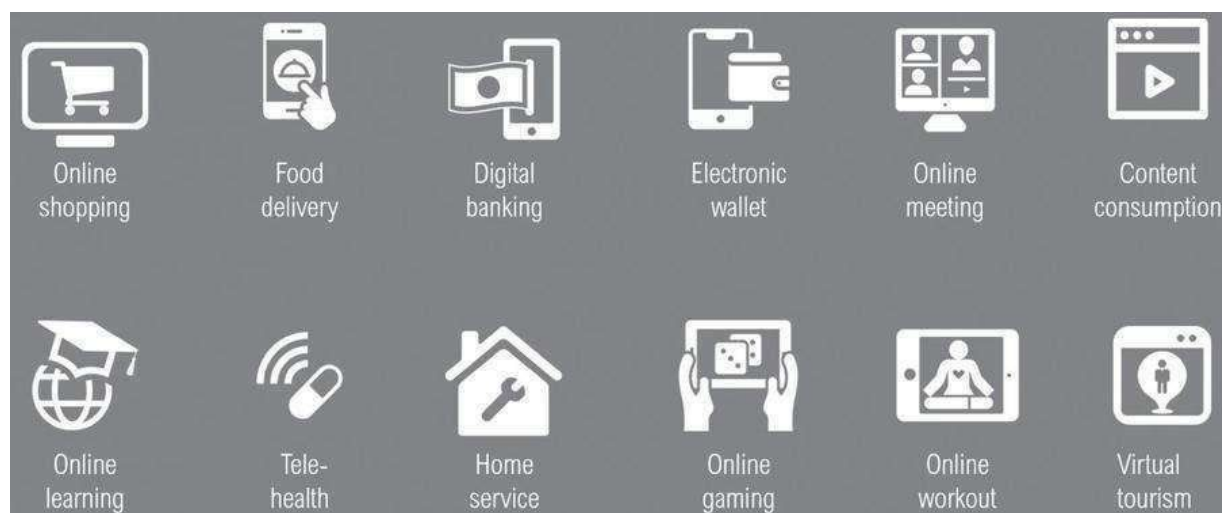 Online shopping
Food delivery
Digital banking
Electronic wallet
Online meeting
Content consumption
Online learning
Tele-
health
Home service
Online gaming
Online workout
Virtual tourism